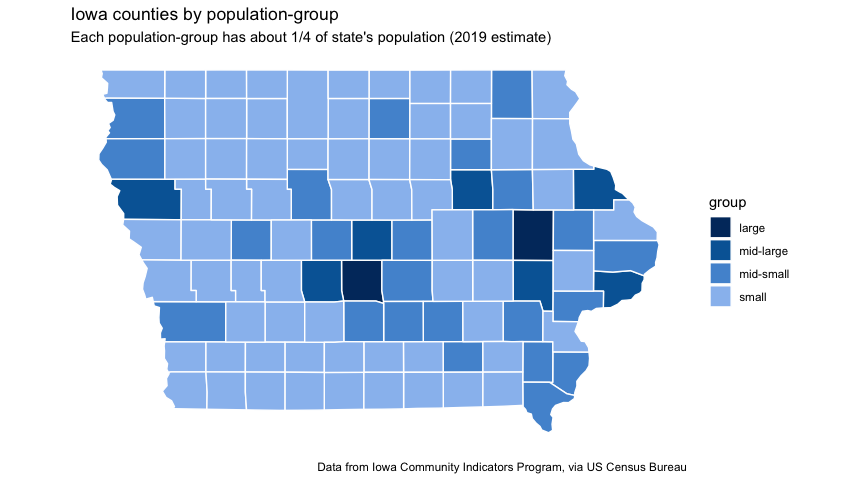 Iowa counties by population-group
Each population-group has about 1/4 of state's population (2019 estimate)
group
large
mid-large
mid-small
small
Data from Iowa Community Indicators Program, via US Census Bureau